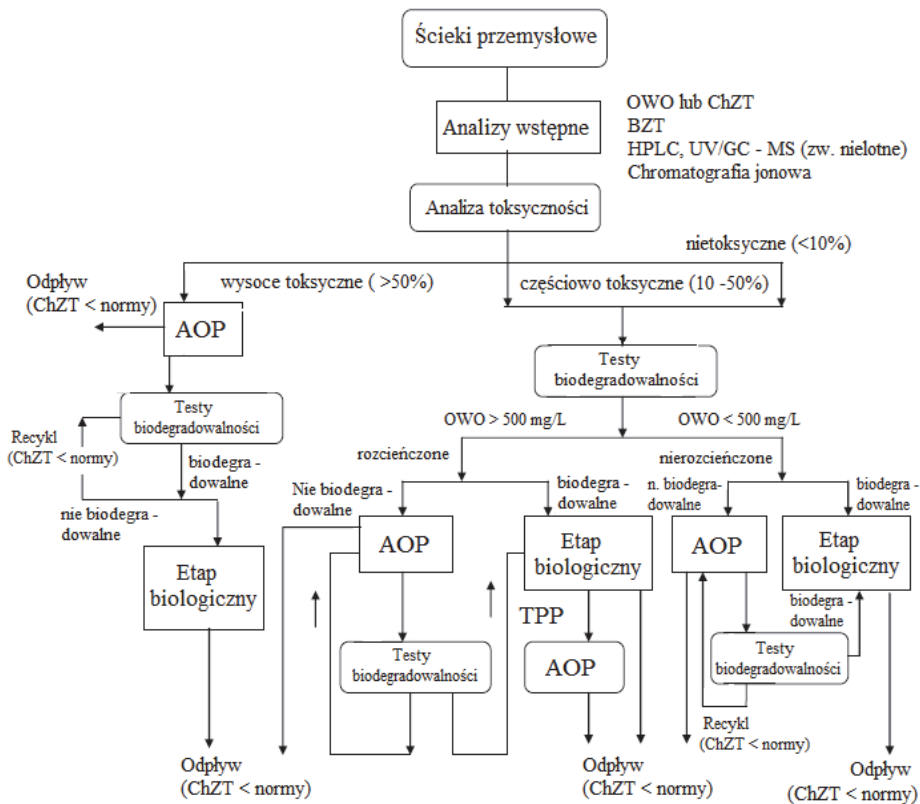 Ścieki przemysłowe
Analizy wstępne
OWO lub ChZT
BZT
HPLC, UV/GC - MS (zw. nielotne)
Chromatografia jonowa
Analiza toksyczności
nietoksyczne (<10%)
wysoce toksyczne ( >50%)
częściowo toksyczne (10 -50%)
Odpływ
(ChZT < normy)
AOP
Testy
biodegradowalności
Testy
biodegradowalności
OWO > 500 mg/L
OWO < 500 mg/L
Recykl
(ChZT < normy)
biodegra -
dowalne
nie biodegra -
dowalne
rozcieńczone
nierozcieńczone
Nie biodegra -
dowalne
biodegra -
dowalne
n. biodegra-
dowalne
biodegra -
dowalne
Etap
biologiczny
AOP
Etap
biologiczny
AOP
Etap
biologiczny
TPP
biodegra -
dowalne
Testy
biodegradowalności
AOP
Testy
biodegradowalności
Recykl
(ChZT < normy)
Odpływ
(ChZT < normy)
Odpływ
(ChZT < normy)
Odpływ
(ChZT < normy)